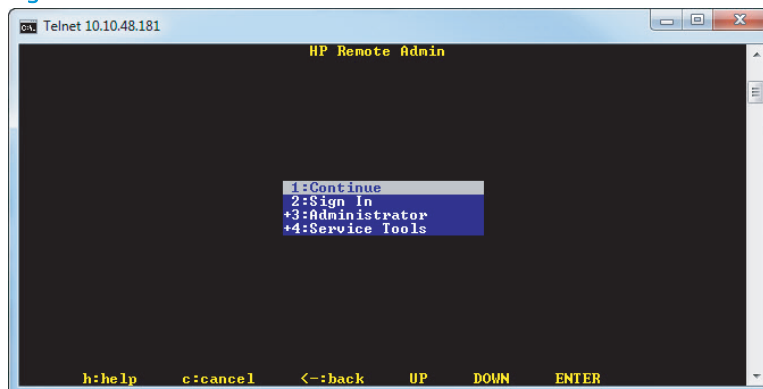 Telnet 10.10.48.181
HP Remote Admin
1:Continue
2:Sign In
+3:Administrator
+4:Service Tools
h:help c:cancel <-:back UP DOWN ENTER